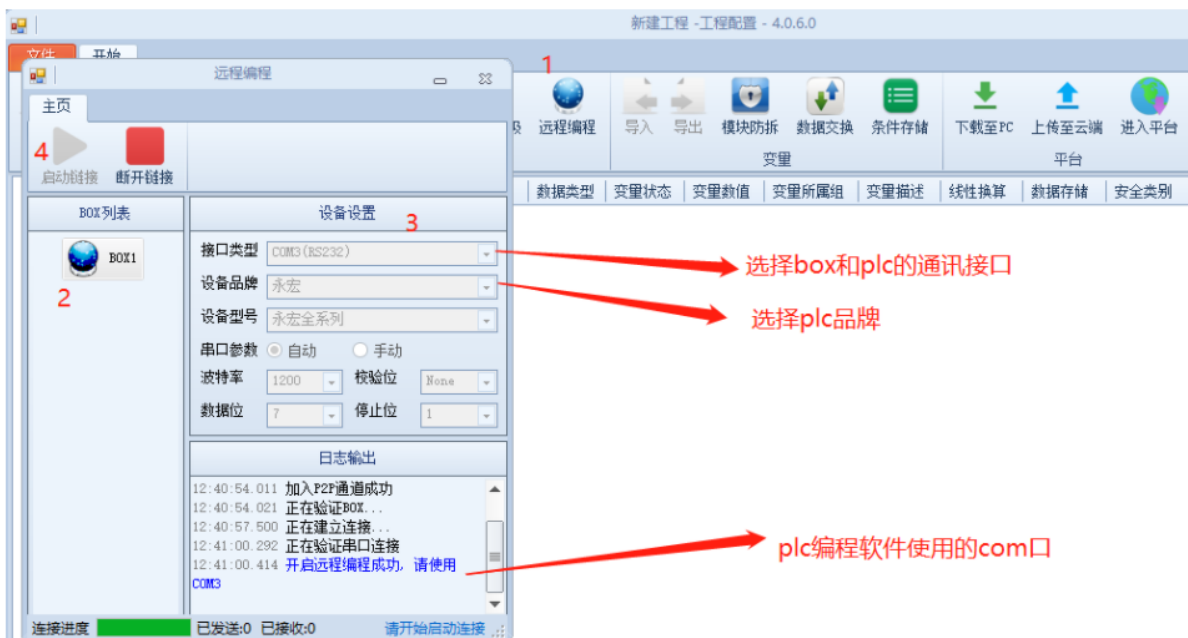 新建工程 -工程配置 - 4.0.6.0
文件 开始
1
远程编程 导入 导出 模块防拆 数据交换 条件存储 下载至PC 上传至云端 进入平台
变量 平台
数据类型 变量状态 变量数值 变量所属组 变量描述 线性换算 数据存储 安全类别
远程编程
主页
4
启动链接 断开链接
BOX列表
BOX1
2
设备设置
3
接口类型 COM3(RS232)
设备品牌 永宏
设备型号 永宏全系列
串口参数 自动 手动
波特率 1200 校验位 None
数据位 7 停止位 1
日志输出
12:40:54.011 加入P2P通道成功
12:40:54.021 正在验证BOX...
12:40:57.500 正在建立连接...
12:41:00.292 正在验证串口连接
12:41:00.414 开启远程编程成功, 请使用
COM3
连接进度 已发送:0 已接收:0 请开始启动连接
选择box和plc的通讯接口
选择plc品牌
plc编程软件使用的com口